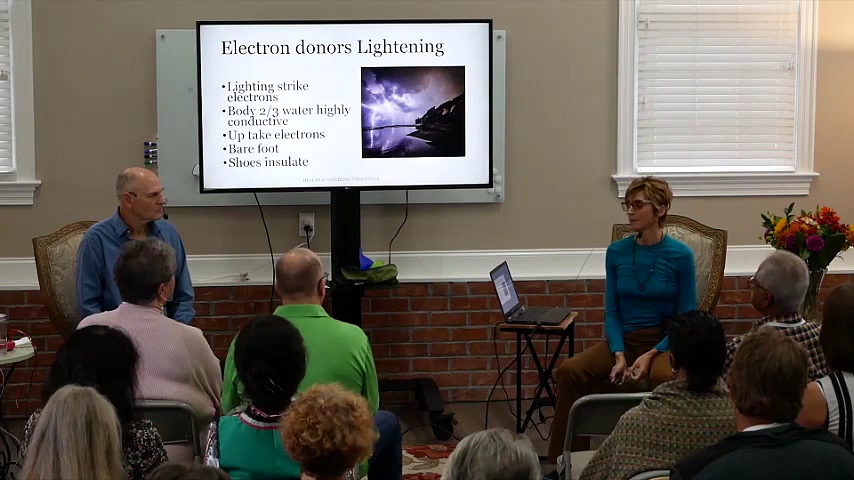 Electron donors Lightening
•Lighting strike
electrons
•Body 2/3 water highly
conductive
•Up take electrons
•Bare foot
•Shoes insulate